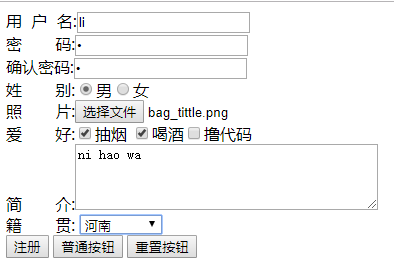 用 户 名:li
密 码:•
确认密码:•
姓 别: 男 女
照 片:选择文件 bag_tittle.png
爱 好: 抽烟 喝酒 撸代码
ni hao wa
简 介:
籍 贯: 河南
注册 普通按钮 重置按钮